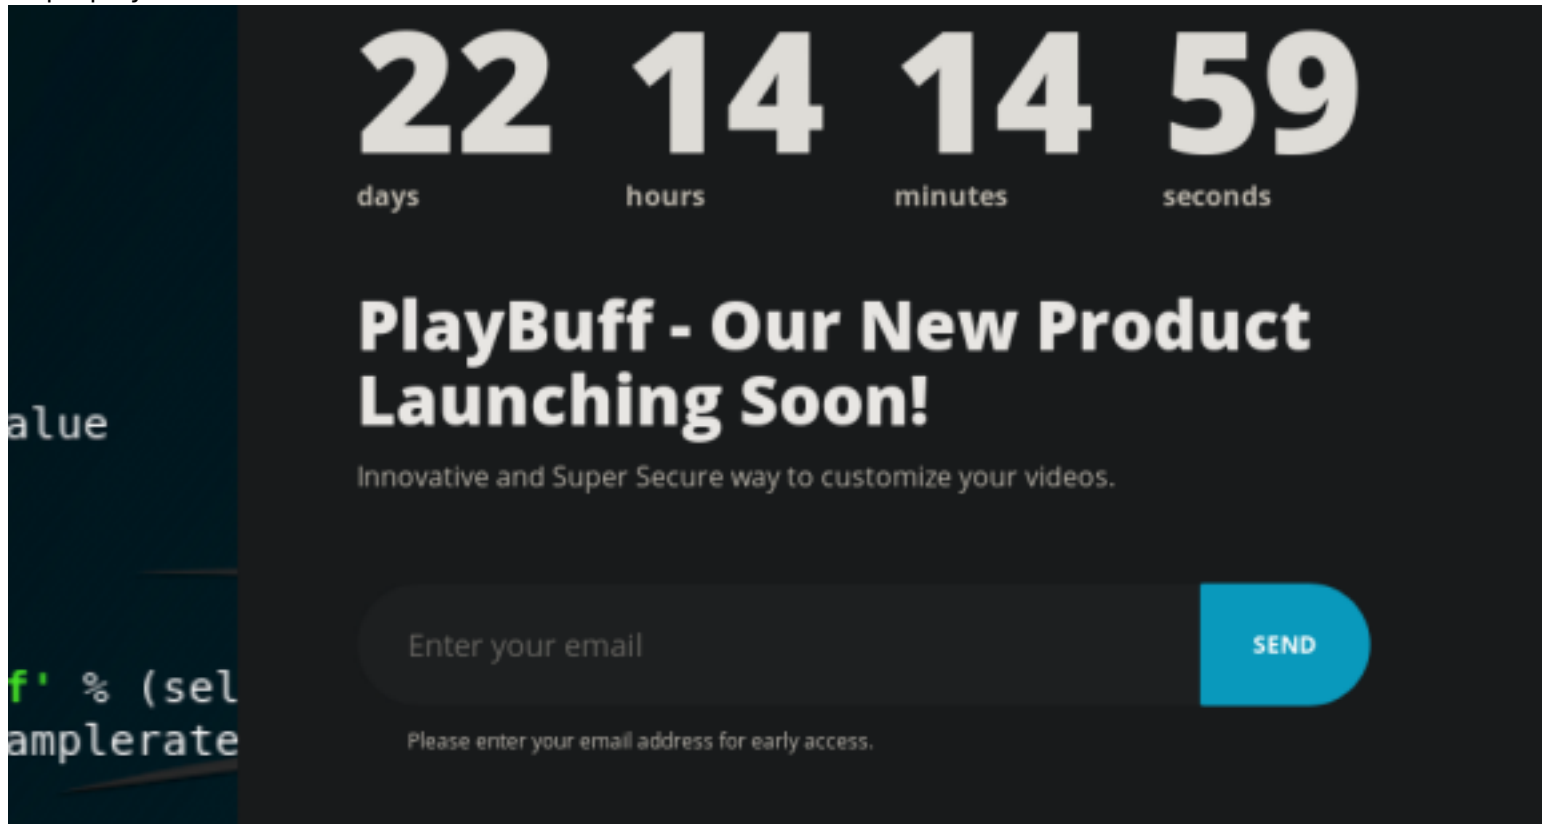 22 14 14 59
days hours minutes seconds
PlayBuff - Our New Product
Launching Soon!
alue
Innovative and Super Secure way to customize your videos.
Enter your email SEND
f' % (sel
amplerate
Please enter your email address for early access.